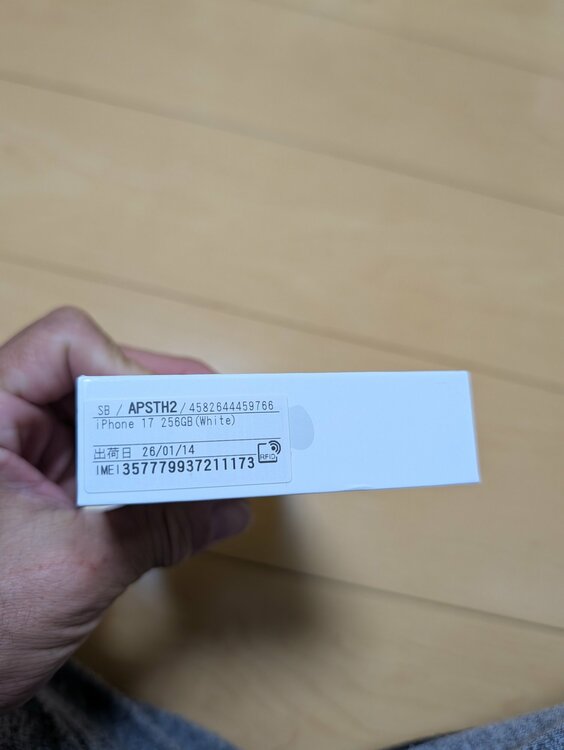 SB / APSTH2 / 4582644459766
iPhone 17 256GB(White)
出荷日 26/01/14
IMEI 357779937211173
RFID